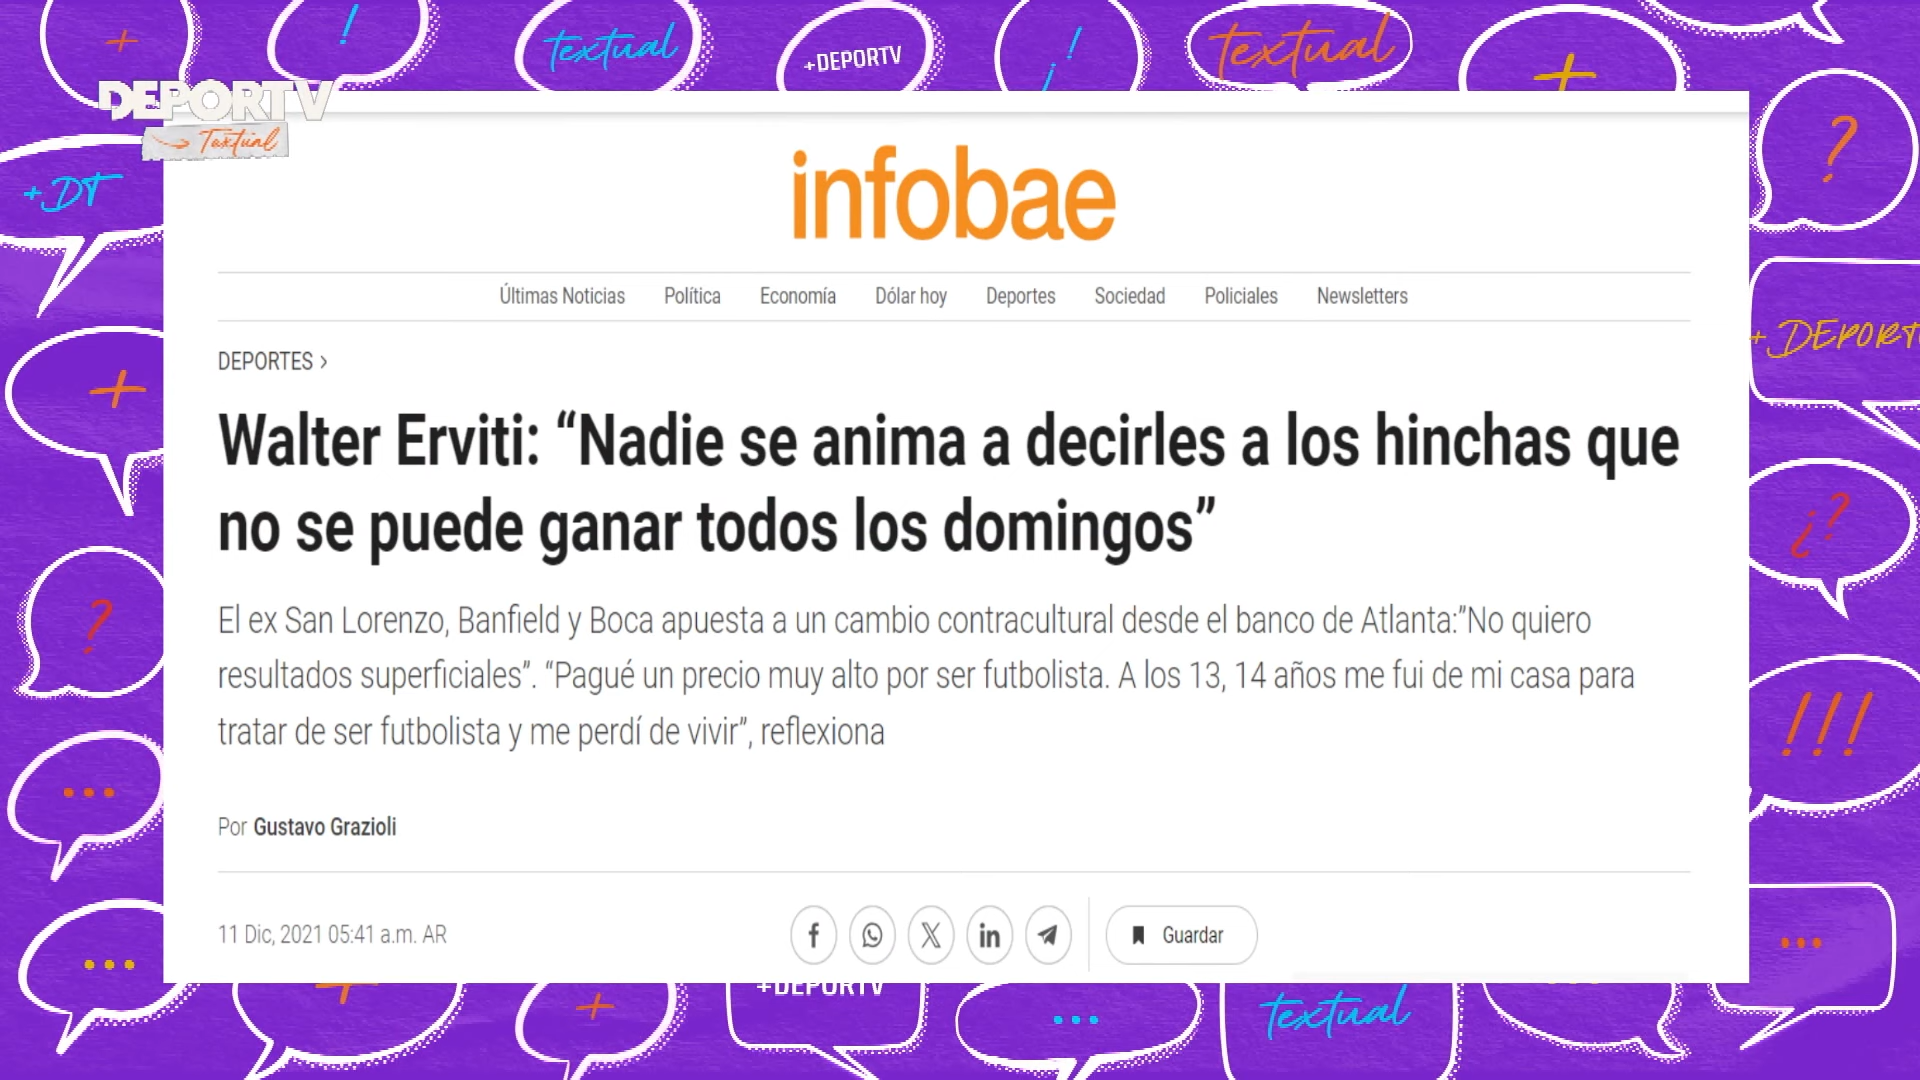 +
!
textual
+DEPORTV
¡!
textual
+
DEPORTV
Textual
?
+DT
infobae
Últimas Noticias Política Economía Dólar hoy Deportes Sociedad Policiales Newsletters
+DEPORT
DEPORTES >
+
Walter Erviti: “Nadie se anima a decirles a los hinchas que
no se puede ganar todos los domingos”
¿?
El ex San Lorenzo, Banfield y Boca apuesta a un cambio contracultural desde el banco de Atlanta:”No quiero
?
resultados superficiales”. “Pagué un precio muy alto por ser futbolista. A los 13, 14 años me fui de mi casa para
tratar de ser futbolista y me perdí de vivir”, reflexiona
!!!
...
Por Gustavo Grazioli
11 Dic, 2021 05:41 a.m. AR
Guardar
...
...
+
+
+DEPORTV
...
textual